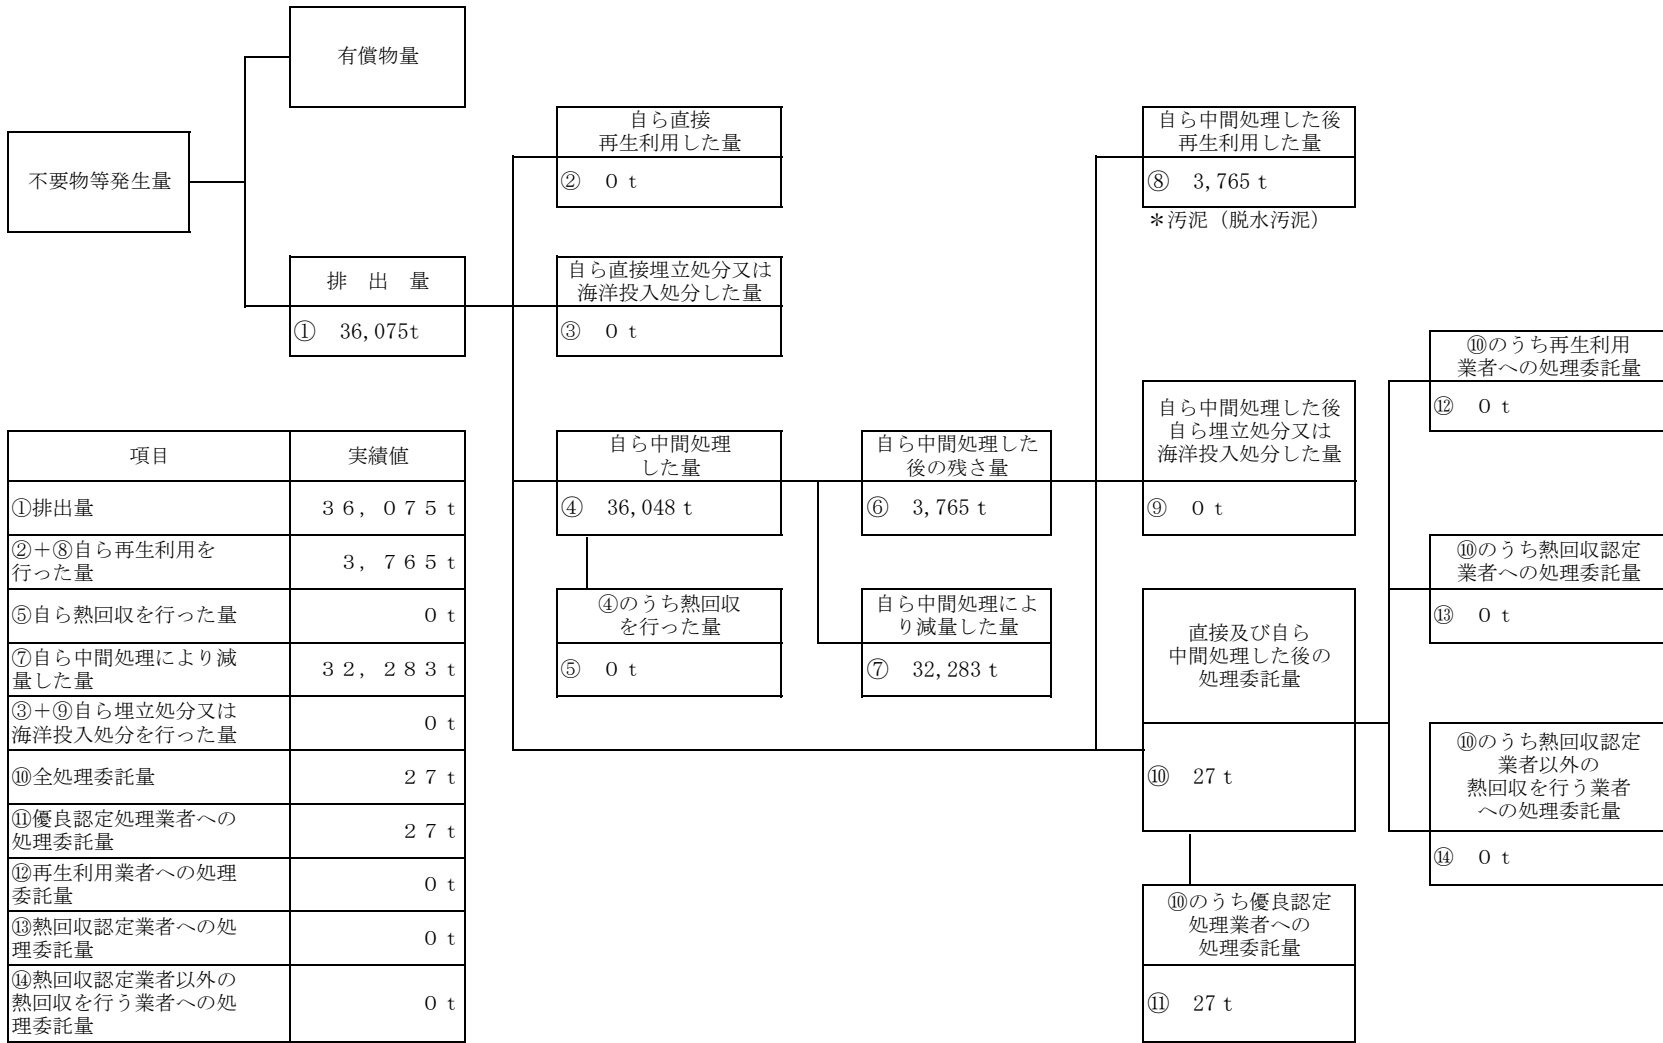 有償物量
不要物等発生量
排　出　量
①　36,075t
自ら直接
再生利用した量
②　0 t
自ら直接埋立処分又は
海洋投入処分した量
③　0 t
自ら中間処理
した量
④　36,048 t
④のうち熱回収
を行った量
⑤　0 t
自ら中間処理した
後の残さ量
⑥　3,765 t
自ら中間処理によ
り減量した量
⑦　32,283 t
自ら中間処理した後
再生利用した量
⑧　3,765 t
＊汚泥（脱水汚泥）
自ら中間処理した後
自ら埋立処分又は
海洋投入処分した量
⑨　0 t
直接及び自ら
中間処理した後の
処理委託量
⑩　27 t
⑩のうち優良認定
処理業者への
処理委託量
⑪　27 t
⑩のうち再生利用
業者への処理委託量
⑫　0 t
⑩のうち熱回収認定
業者への処理委託量
⑬　0 t
⑩のうち熱回収認定
業者以外の
熱回収を行う業者
への処理委託量
⑭　0 t
項目　実績値
①排出量　３６，０７５ｔ
②＋⑧自ら再生利用を
行った量　３，７６５ｔ
⑤自ら熱回収を行った量　０ｔ
⑦自ら中間処理により減
量した量　３２，２８３ｔ
③＋⑨自ら埋立処分又は
海洋投入処分を行った量　０ｔ
⑩全処理委託量　２７ｔ
⑪優良認定処理業者への
処理委託量　２７ｔ
⑫再生利用業者への処理
委託量　０ｔ
⑬熱回収認定業者への処
理委託量　０ｔ
⑭熱回収認定業者以外の
熱回収を行う業者への処
理委託量　０ｔ